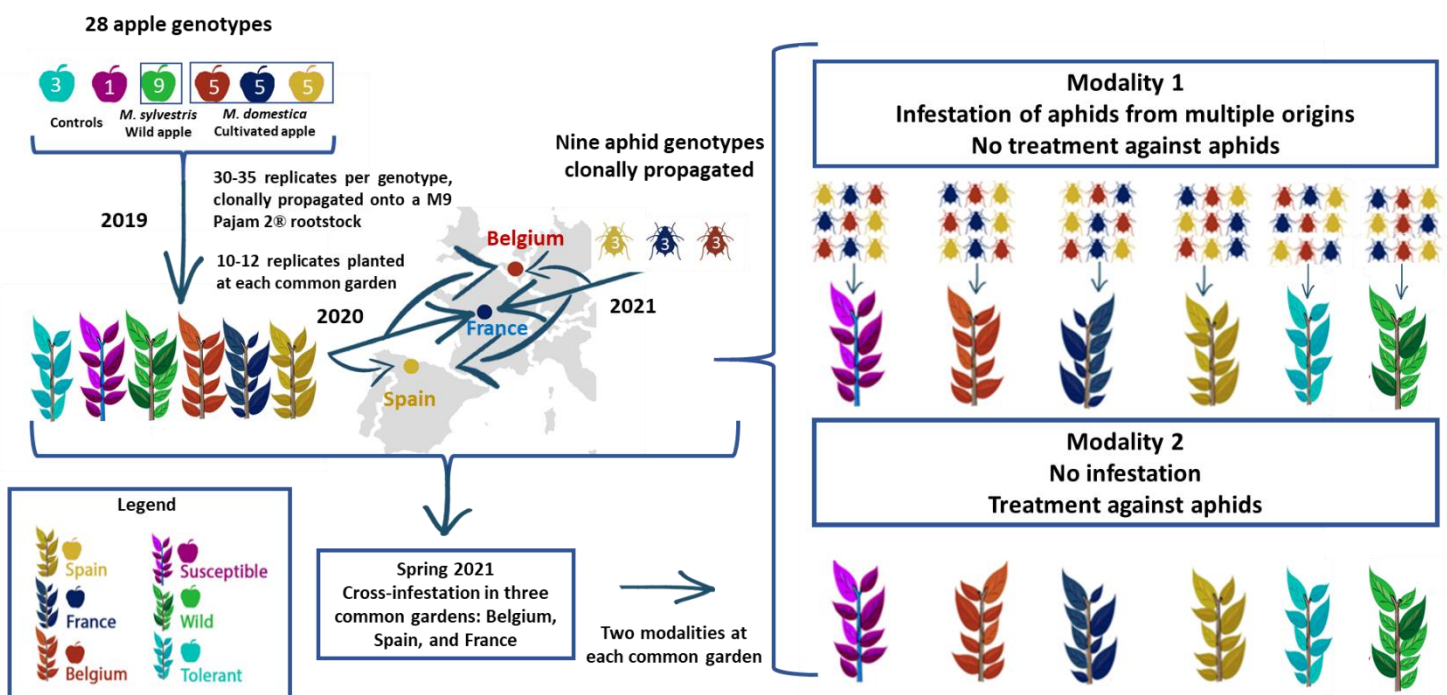 28 apple genotypes
3
1
9
5
5
5
Controls
M. sylvestris
Wild apple
M. domestica
Cultivated apple
2019
30-35 replicates per genotype,
clonally propagated onto a M9
Pajam 2® rootstock
10-12 replicates planted
at each common garden
2020
Nine aphid genotypes
clonally propagated
3
3
3
2021
Belgium
France
Spain
Legend
Spain
France
Belgium
Susceptible
Wild
Tolerant
Spring 2021
Cross-infestation in three
common gardens: Belgium,
Spain, and France
Two modalities at
each common garden
Modality 1
Infestation of aphids from multiple origins
No treatment against aphids
Modality 2
No infestation
Treatment against aphids